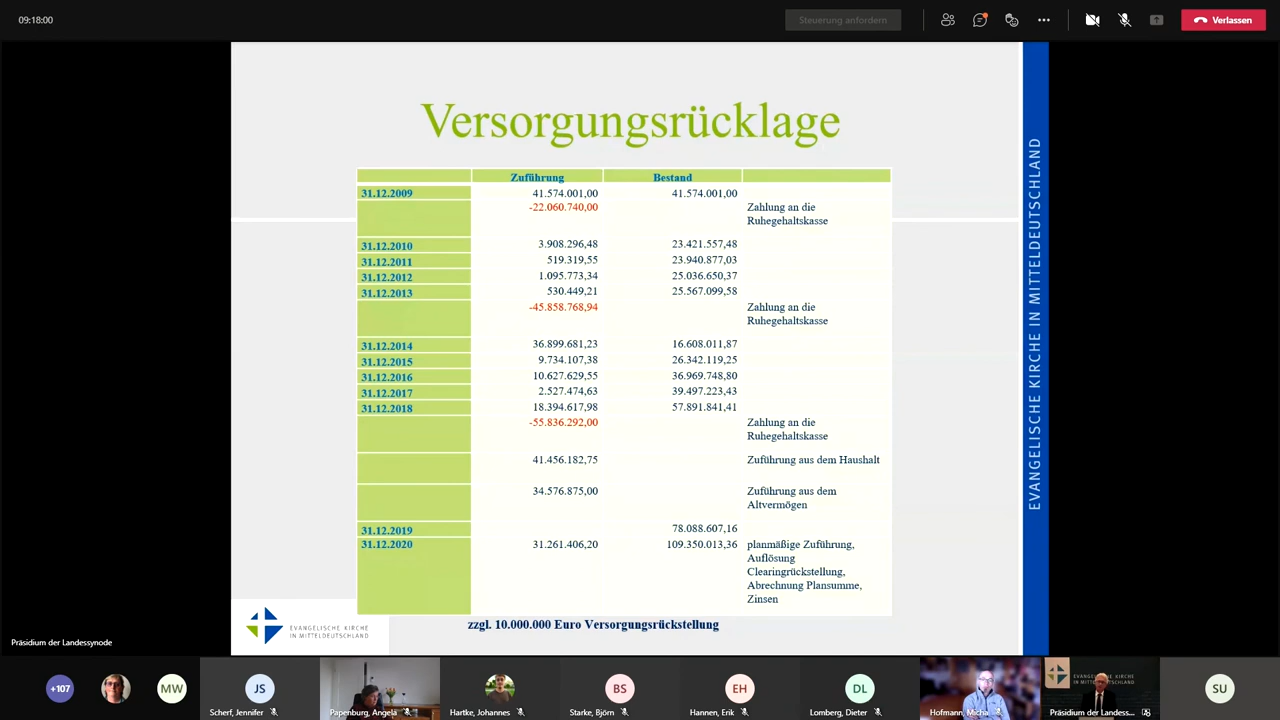 09:18:00
Steuerung anfordern
Verlassen
Versorgungsrücklage
Zuführung Bestand
31.12.2009 41.574.001,00 41.574.001,00
-22.060.740,00 Zahlung an die
Ruhegehaltskasse
31.12.2010 3.908.296,48 23.421.557,48
31.12.2011 519.319,55 23.940.877,03
31.12.2012 1.095.773,34 25.036.650,37
31.12.2013 530.449,21 25.567.099,58
-45.858.768,94 Zahlung an die
Ruhegehaltskasse
31.12.2014 36.899.681,23 16.608.011,87
31.12.2015 9.734.107,38 26.342.119,25
31.12.2016 10.627.629,55 36.969.748,80
31.12.2017 2.527.474,63 39.497.223,43
31.12.2018 18.394.617,98 57.891.841,41
-55.836.292,00 Zahlung an die
Ruhegehaltskasse
41.456.182,75 Zuführung aus dem Haushalt
34.576.875,00 Zuführung aus dem
Altvermögen
31.12.2019 78.088.607,16
31.12.2020 31.261.406,20 109.350.013,36 planmäßige Zuführung,
Auflösung
Clearingrückstellung,
Abrechnung Plansumme,
Zinsen
zzgl. 10.000.000 Euro Versorgungsrückstellung
EVANGELISCHE KIRCHE IN MITTELDEUTSCHLAND
EVANGELISCHE KIRCHE
IN MITTELDEUTSCHLAND
Präsidium der Landessynode
+107
MW
JS
BS
EH
DL
EVANGELISCHE KIRCHE
SU
Scherf, Jennifer
Papenburg, Angela
Hartke, Johannes
Starke, Björn
Hannen, Erik
Lomberg, Dieter
Hofmann, Micha
Präsidium der Landess...